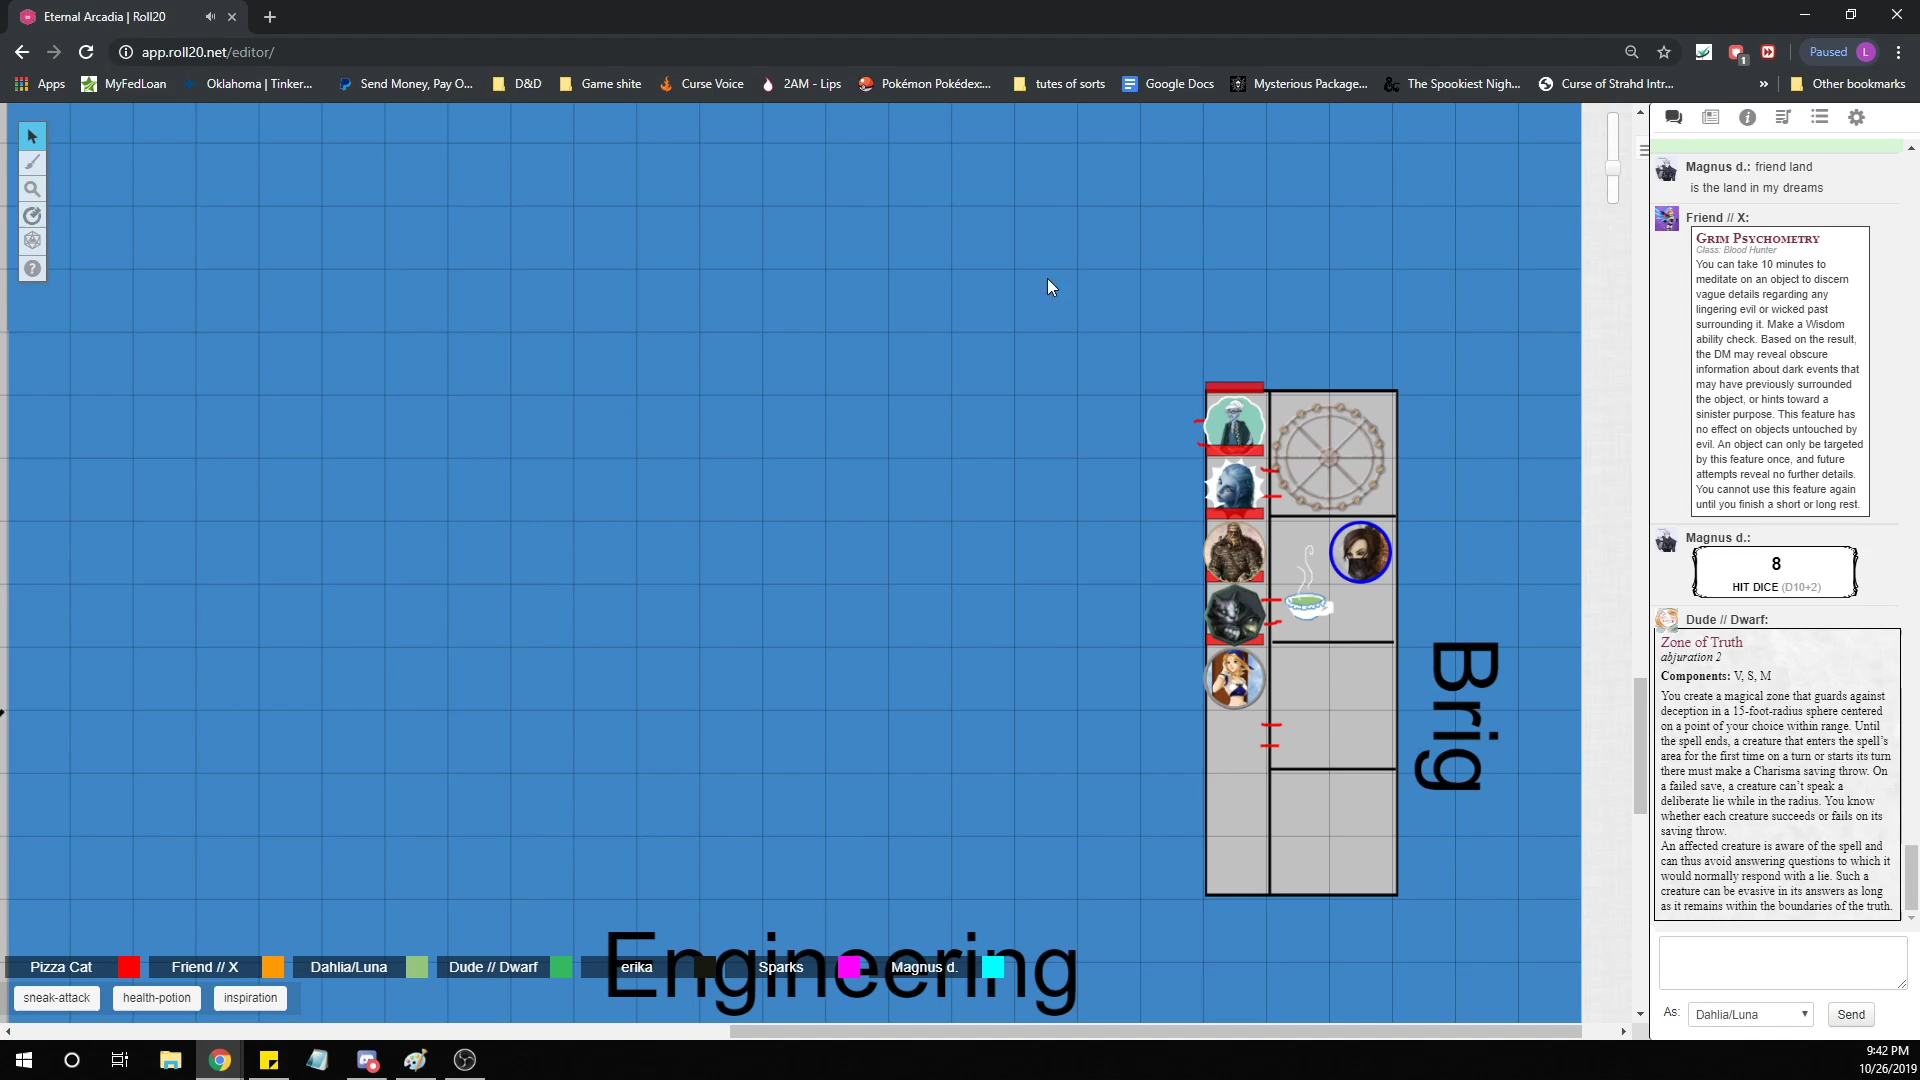 Eternal Arcadia | Roll20
app.roll20.net/editor/
Paused
L
1
Apps
MyFedLoan
Oklahoma | Tinker...
Send Money, Pay O...
D&D
Game shite
Curse Voice
2AM - Lips
Pokémon Pokédex:...
tutes of sorts
Google Docs
Mysterious Package...
The Spookiest Nigh...
Curse of Strahd Intr...
»
Other bookmarks
Magnus d.: friend land
is the land in my dreams
Friend // X:
GRIM PSYCHOMETRY
Class: Blood Hunter
You can take 10 minutes to
meditate on an object to discern
vague details regarding any
lingering evil or wicked past
surrounding it. Make a Wisdom
ability check. Based on the result,
the DM may reveal obscure
information about dark events that
may have previously surrounded
the object, or hints toward a
sinister purpose. This feature has
no effect on objects untouched by
evil. An object can only be targeted
by this feature once, and future
attempts reveal no further details.
You cannot use this feature again
until you finish a short or long rest.
Magnus d.:
8
HIT DICE (D10+2)
Dude // Dwarf:
Zone of Truth
abjuration 2
Components: V, S, M
You create a magical zone that guards against
deception in a 15-foot-radius sphere centered
on a point of your choice within range. Until
the spell ends, a creature that enters the spell's
area for the first time on a turn or starts its turn
there must make a Charisma saving throw. On
a failed save, a creature can't speak a
deliberate lie while in the radius. You know
whether each creature succeeds or fails on its
saving throw.
An affected creature is aware of the spell and
can thus avoid answering questions to which it
would normally respond with a lie. Such a
creature can be evasive in its answers as long
as it remains within the boundaries of the truth.
Brig
Engineering
Pizza Cat
Friend // X
Dahlia/Luna
Dude // Dwarf
erika
Sparks
Magnus d.
sneak-attack
health-potion
inspiration
As:
Dahlia/Luna
Send
9:42 PM
10/26/2019